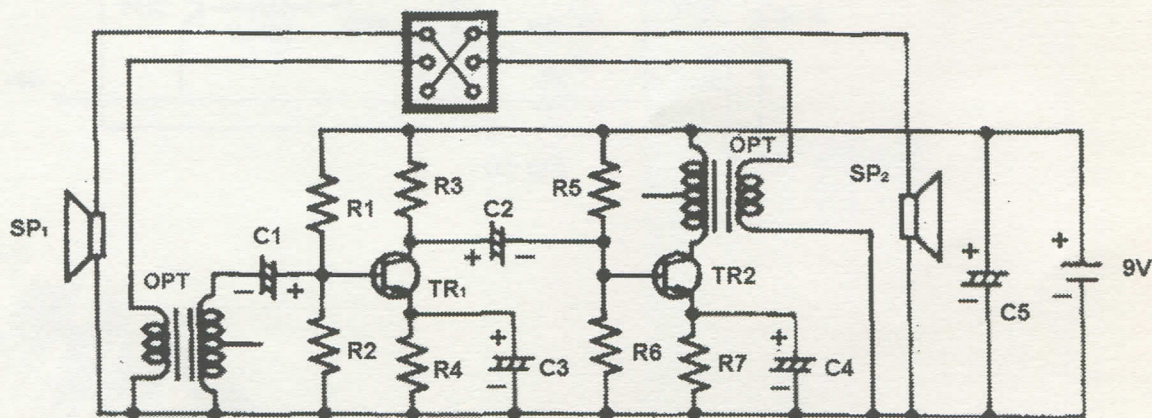 OPT
R3
R5
SP₂
R1
C2
SP₁
C1
+
-
+
+
9V
OPT
-
+
TR₁
TR2
-
-
C5
+
+
R2
R4
-
C3
R6
R7
-
C4